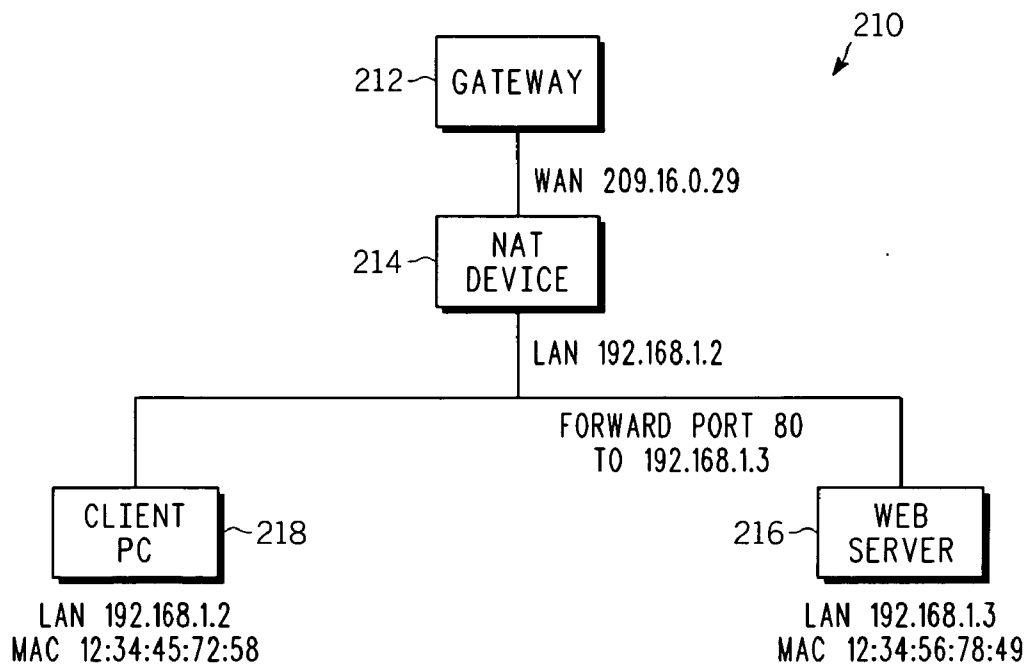 210
212
GATEWAY
WAN 209.16.0.29
214
NAT
DEVICE
LAN 192.168.1.2
FORWARD PORT 80
TO 192.168.1.3
CLIENT
PC
218
216
WEB
SERVER
LAN 192.168.1.2
MAC 12:34:45:72:58
LAN 192.168.1.3
MAC 12:34:56:78:49